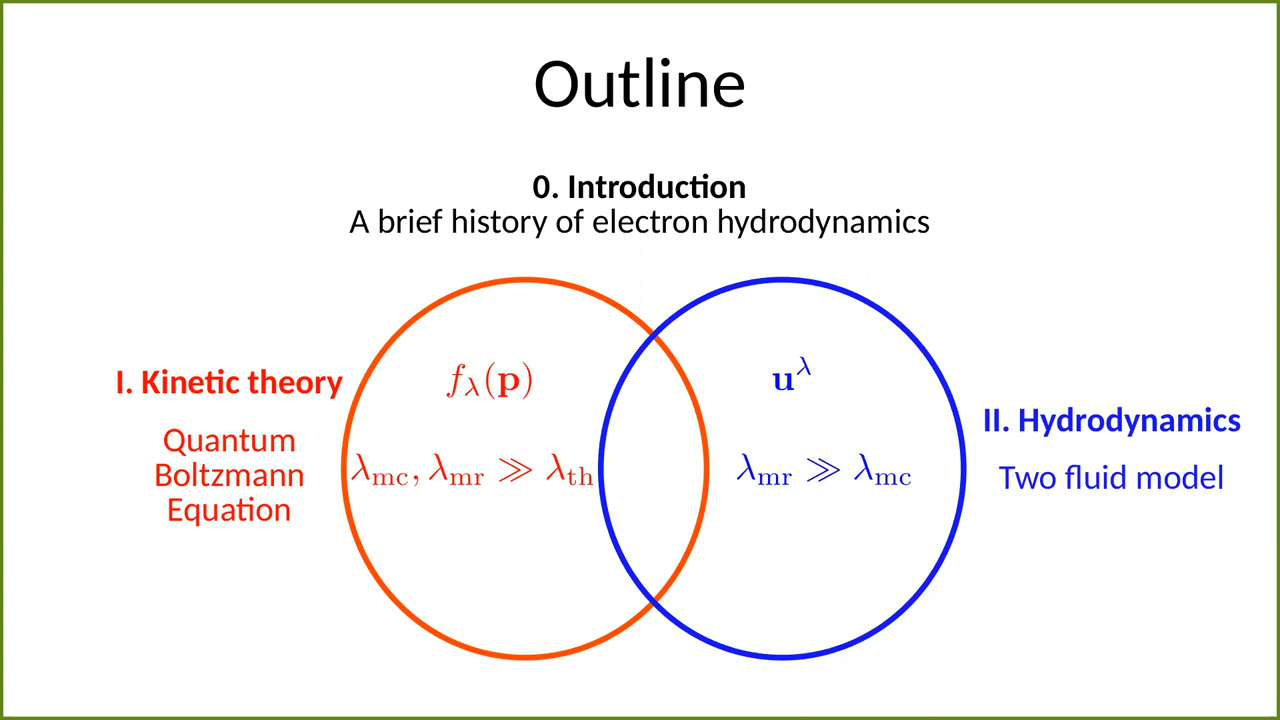 Outline
0. Introduction
A brief history of electron hydrodynamics
I. Kinetic theory
Quantum
Boltzmann
Equation
f_λ(𝐩)
λ_mc, λ_mr ≫ λ_th
𝐮^λ
λ_mr ≫ λ_mc
II. Hydrodynamics
Two fluid model